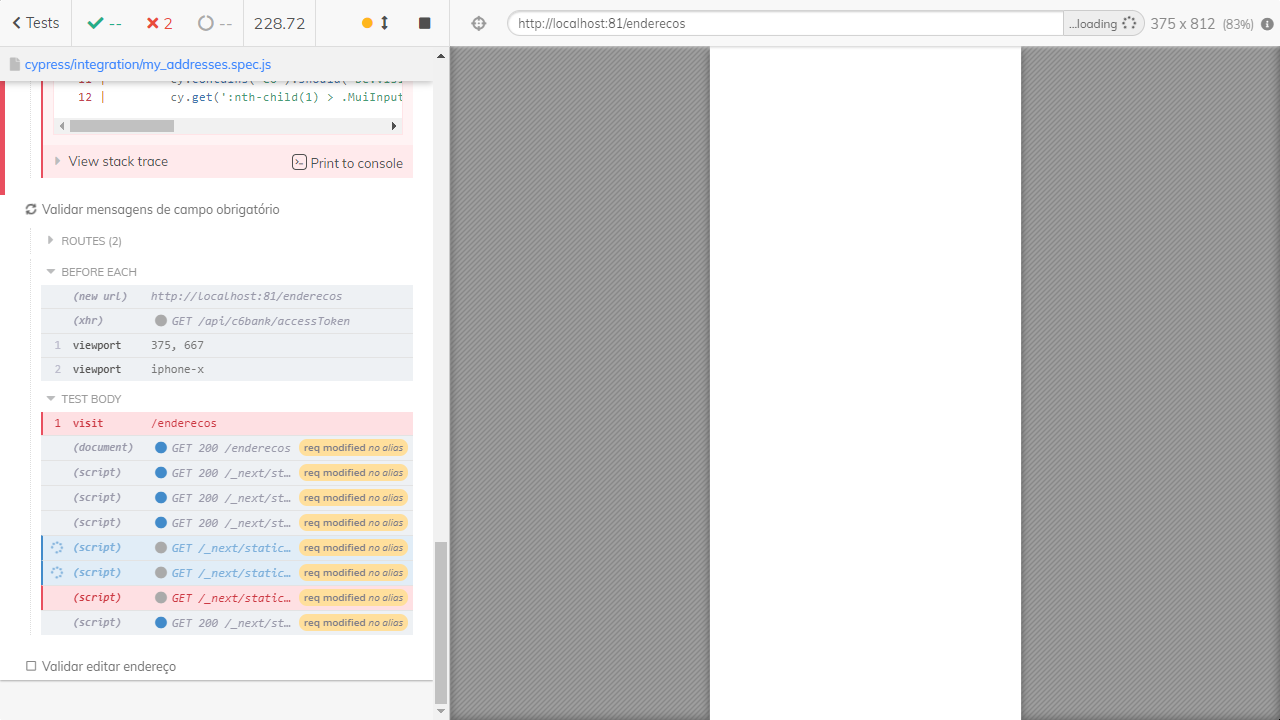 Tests
--
2
--
228.72
http://localhost:81/enderecos
...loading
375 x 812 (83%)
cypress/integration/my_addresses.spec.js
12 | cy.get(':nth-child(1) > .MuiInput
View stack trace
Print to console
Validar mensagens de campo obrigatório
ROUTES (2)
BEFORE EACH
(new url) http://localhost:81/enderecos
(xhr) GET /api/c6bank/accessToken
1 viewport 375, 667
2 viewport iphone-x
TEST BODY
1 visit /enderecos
(document) GET 200 /enderecos req modified no alias
(script) GET 200 /_next/st… req modified no alias
(script) GET 200 /_next/st… req modified no alias
(script) GET 200 /_next/st… req modified no alias
(script) GET /_next/static… req modified no alias
(script) GET /_next/static… req modified no alias
(script) GET /_next/static… req modified no alias
(script) GET 200 /_next/st… req modified no alias
Validar editar endereço